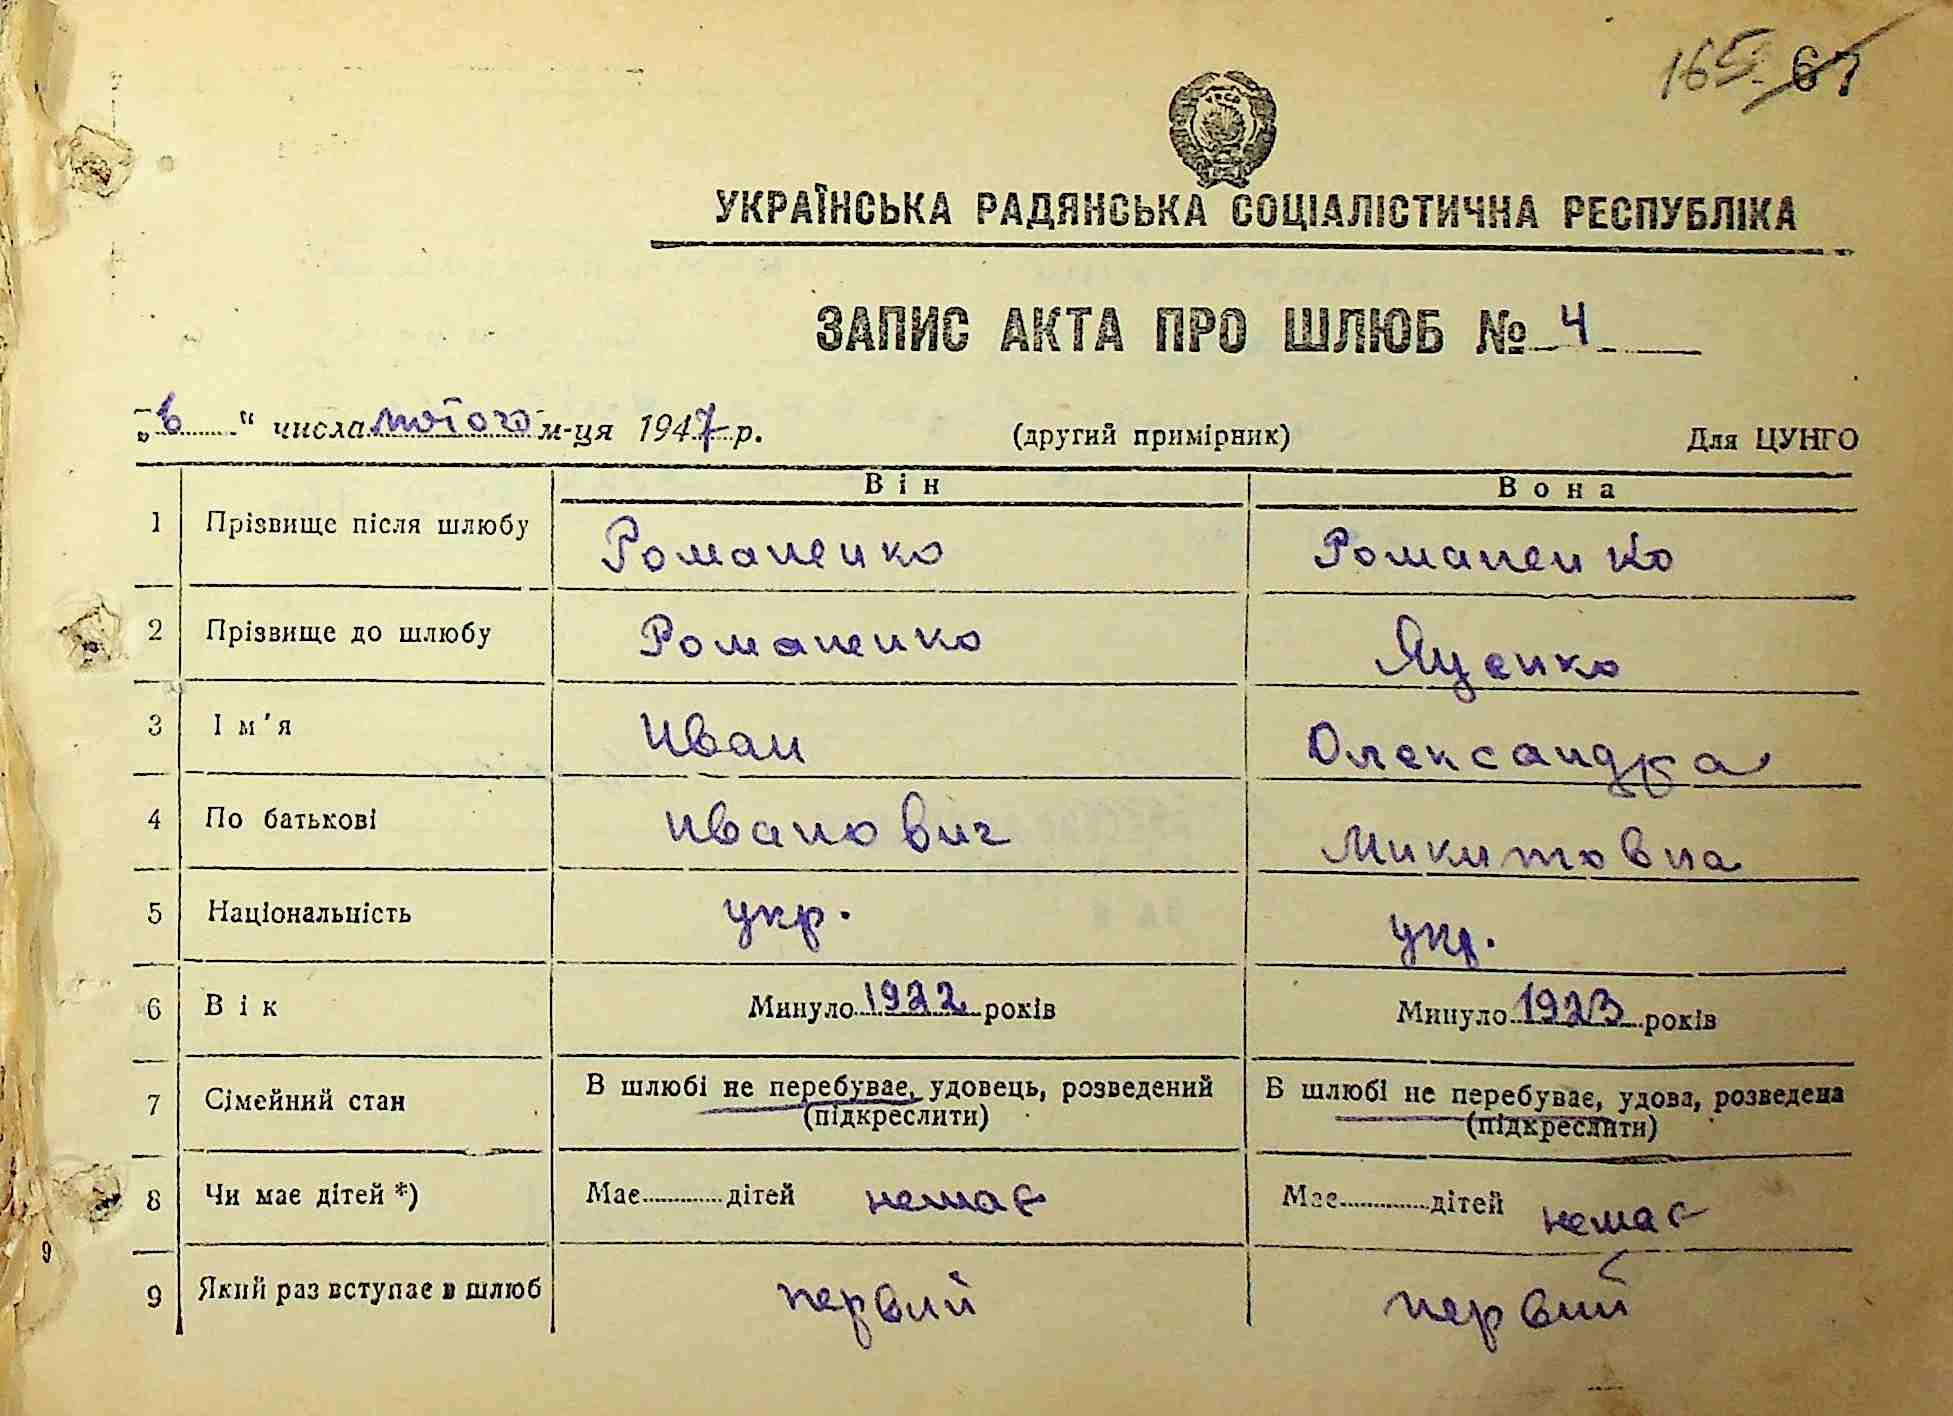 165 67
УКРАЇНСЬКА РАДЯНСЬКА СОЦІАЛІСТИЧНА РЕСПУБЛІКА
ЗАПИС АКТА ПРО ШЛЮБ № 4
„6“ числа лютого м-ця 1947 р. (другий примірник) Для ЦУНГО
Він Вона
1 Прізвище після шлюбу Романенко Романенко
2 Прізвище до шлюбу Романенко Яценко
3 Ім'я Иван Олександра
4 По батькові Иванович Микитовна
5 Національність укр. укр.
6 Вік Минуло 1922 років Минуло 1923 років
7 Сімейний стан В шлюбі не перебуває, удовець, розведений В шлюбі не перебуває, удова, розведена
(підкреслити) (підкреслити)
8 Чи має дітей *) Має дітей немає Має дітей немає
9
9 Який раз вступає в шлюб первий первий